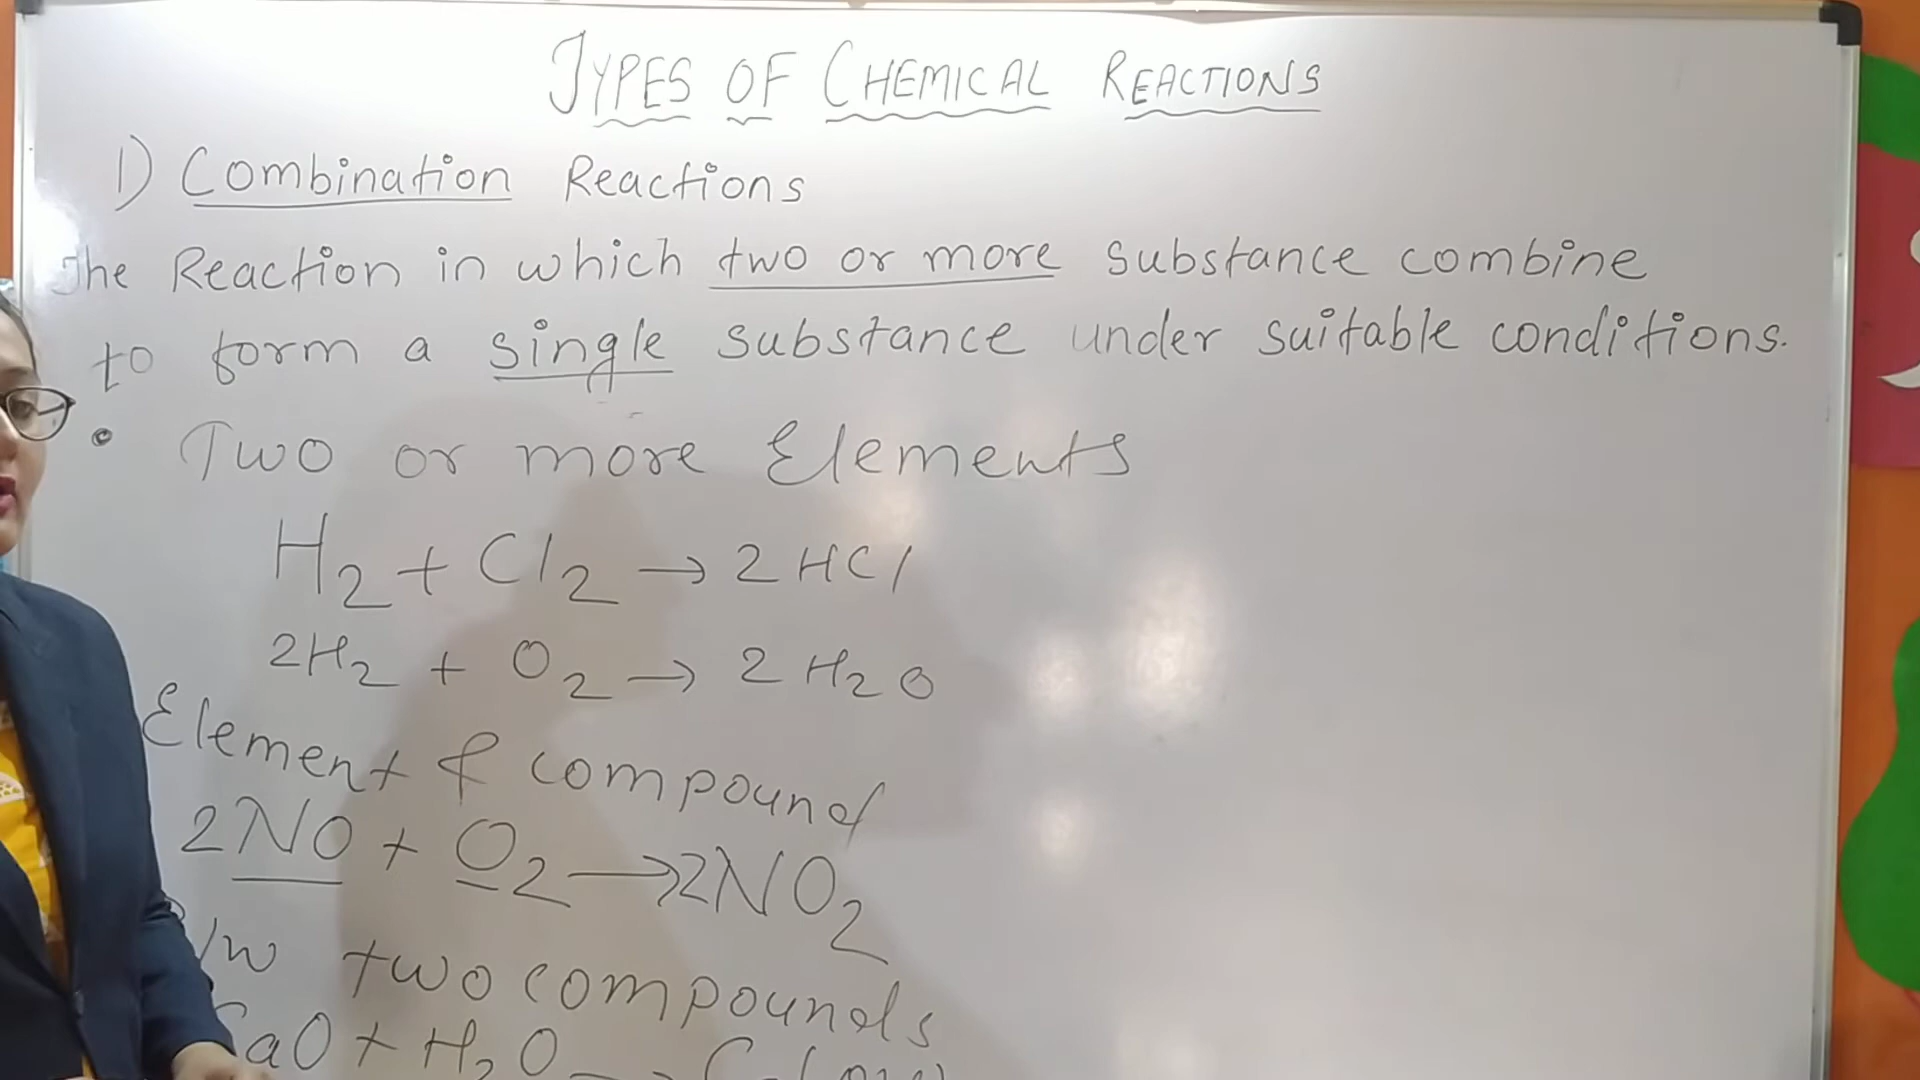 TYPES OF CHEMICAL REACTIONS
1) Combination Reactions
The Reaction in which two or more substance combine
to form a single substance under suitable conditions.
• Two or more Elements
H₂ + Cl₂ → 2HCl
2H₂ + O₂ → 2H₂O
Element & compound
2NO + O₂ → 2NO₂
B/w two compounds
CaO + H₂O →